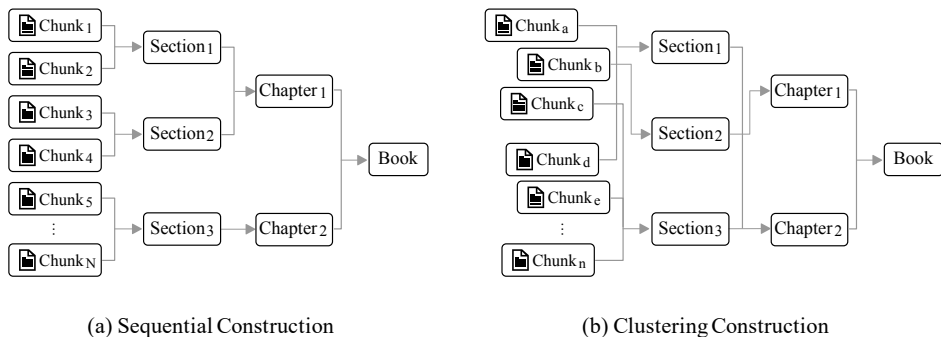 Chunk1
Chunk2
Chunk3
Chunk4
Chunk5
⋮
ChunkN
Section1
Section2
Section3
Chapter1
Chapter2
Book
(a) Sequential Construction
Chunka
Chunkb
Chunkc
Chunkd
Chunke
⋮
Chunkn
Section1
Section2
Section3
Chapter1
Chapter2
Book
(b) Clustering Construction